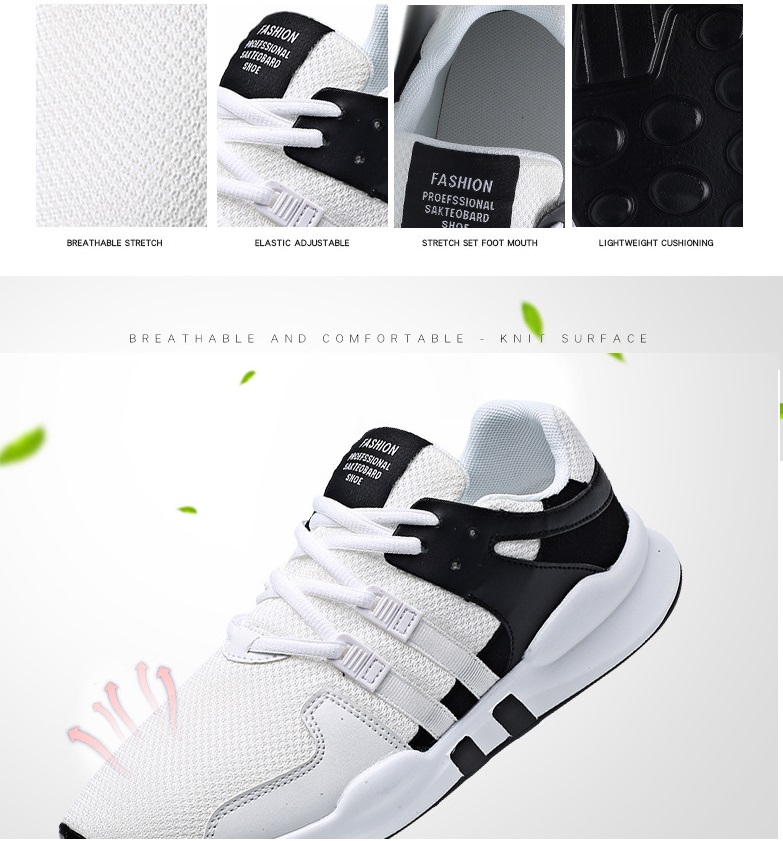 FASHION
PROEFSSIONAL
SAKTEOBARD
SHOE
FASHION
PROEFSSIONAL
SAKTEOBARD
SHOE
BREATHABLE STRETCH
ELASTIC ADJUSTABLE
STRETCH SET FOOT MOUTH
LIGHTWEIGHT CUSHIONING
BREATHABLE AND COMFORTABLE - KNIT SURFACE
FASHION
PROEFSSIONAL
SAKTEOBARD
SHOE